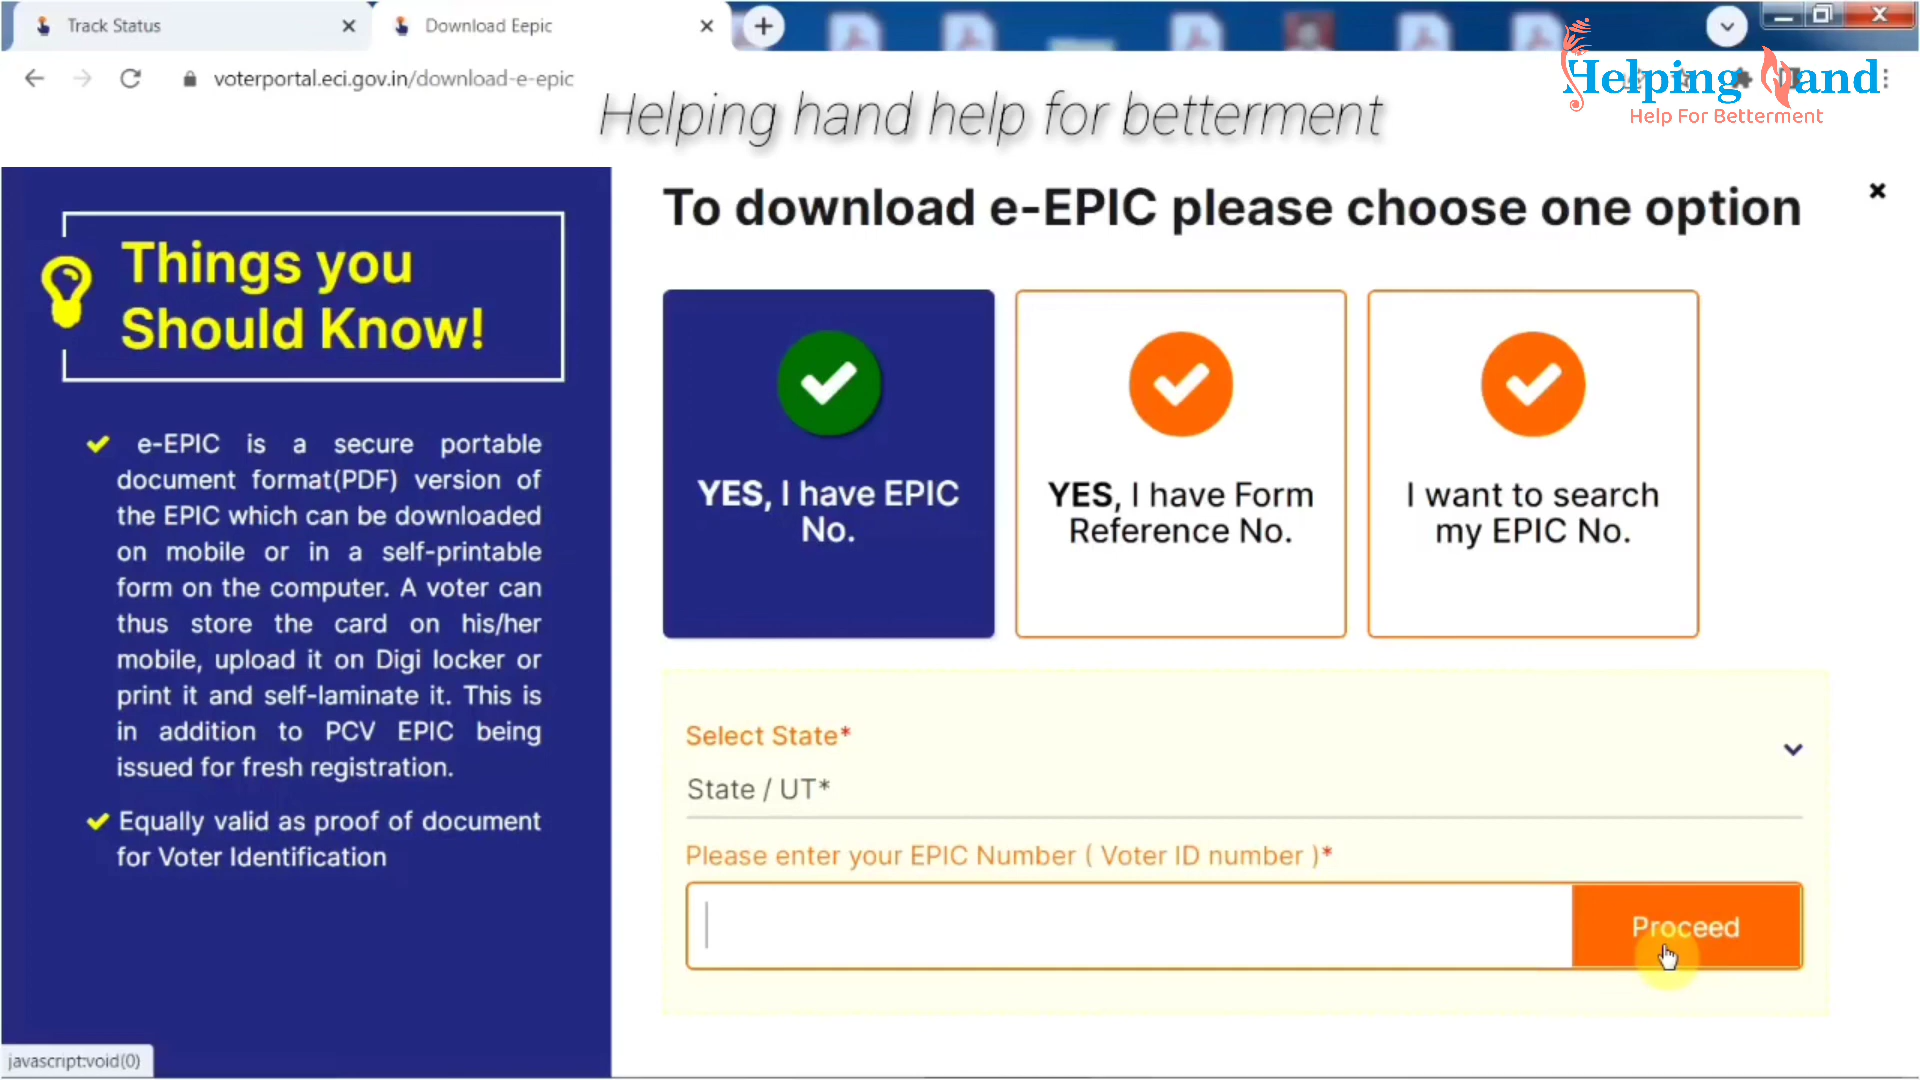 Track Status
Download Eepic
voterportal.eci.gov.in/download-e-epic
Helping Hand
Help For Betterment
Helping hand help for betterment
Things you
Should Know!
e-EPIC is a secure portable
document format(PDF) version of
the EPIC which can be downloaded
on mobile or in a self-printable
form on the computer. A voter can
thus store the card on his/her
mobile, upload it on Digi locker or
print it and self-laminate it. This is
in addition to PCV EPIC being
issued for fresh registration.
Equally valid as proof of document
for Voter Identification
To download e-EPIC please choose one option
YES, I have EPIC
No.
YES, I have Form
Reference No.
I want to search
my EPIC No.
Select State*
State / UT*
Please enter your EPIC Number ( Voter ID number )*
Proceed
javascript:void(0)